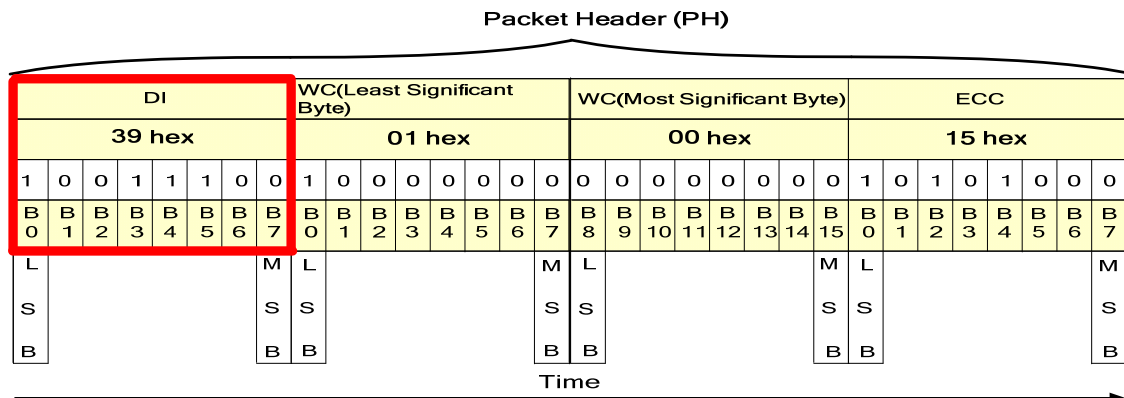 Packet Header (PH)
DI WC(Least Significant Byte) WC(Most Significant Byte) ECC
39 hex 01 hex 00 hex 15 hex
1 0 0 1 1 1 0 0 1 0 0 0 0 0 0 0 0 0 0 0 0 0 0 0 1 0 1 0 1 0 0 0
B0 B1 B2 B3 B4 B5 B6 B7 B0 B1 B2 B3 B4 B5 B6 B7 B8 B9 B10 B11 B12 B13 B14 B15 B0 B1 B2 B3 B4 B5 B6 B7
L M L M L M L M
S S S S S S S S
B B B B B B B B
Time